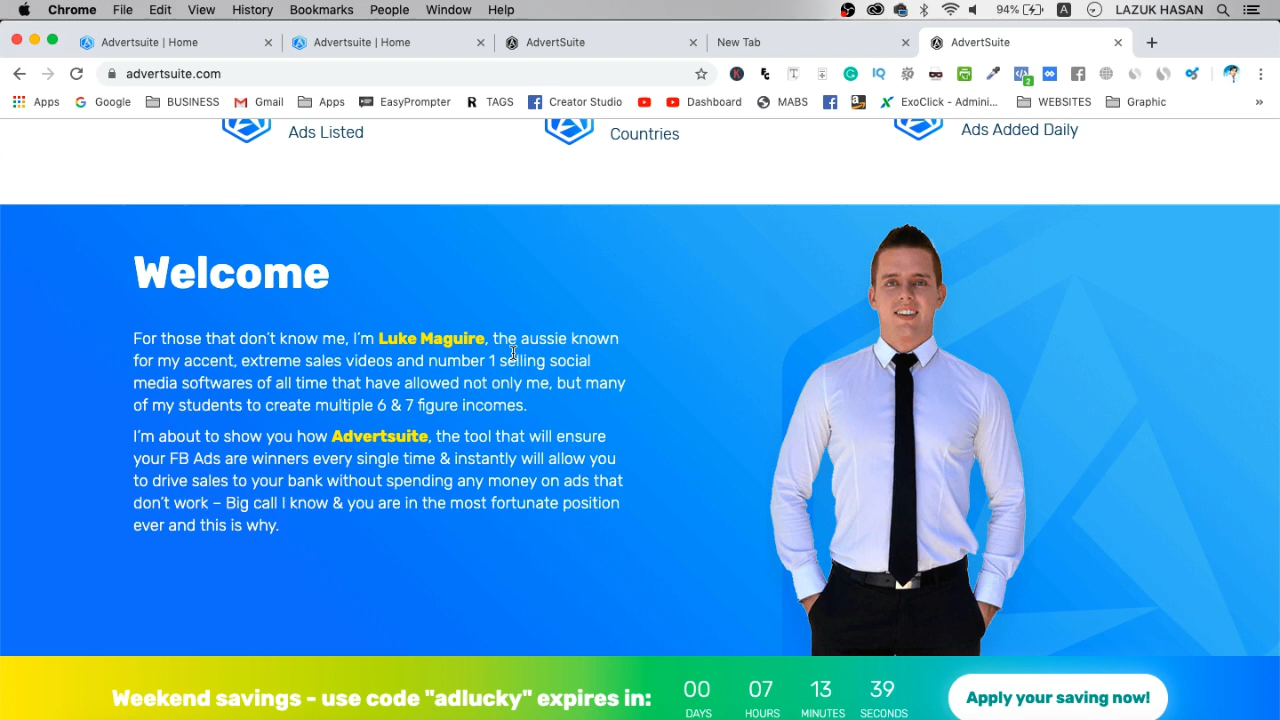 Chrome File Edit View History Bookmarks People Window Help 94% A LAZUK HASAN
Advertsuite | Home Advertsuite | Home AdvertSuite New Tab AdvertSuite
advertsuite.com
Apps Google BUSINESS Gmail Apps EasyPrompter TAGS Creator Studio Dashboard MABS ExoClick - Admini... WEBSITES Graphic
Ads Listed Countries Ads Added Daily
Welcome
For those that don't know me, I'm Luke Maguire, the aussie known
for my accent, extreme sales videos and number 1 selling social
media softwares of all time that have allowed not only me, but many
of my students to create multiple 6 & 7 figure incomes.
I'm about to show you how Advertsuite, the tool that will ensure
your FB Ads are winners every single time & instantly will allow you
to drive sales to your bank without spending any money on ads that
don't work – Big call I know & you are in the most fortunate position
ever and this is why.
Weekend savings - use code "adlucky" expires in: 00 07 13 39 Apply your saving now!
DAYS HOURS MINUTES SECONDS